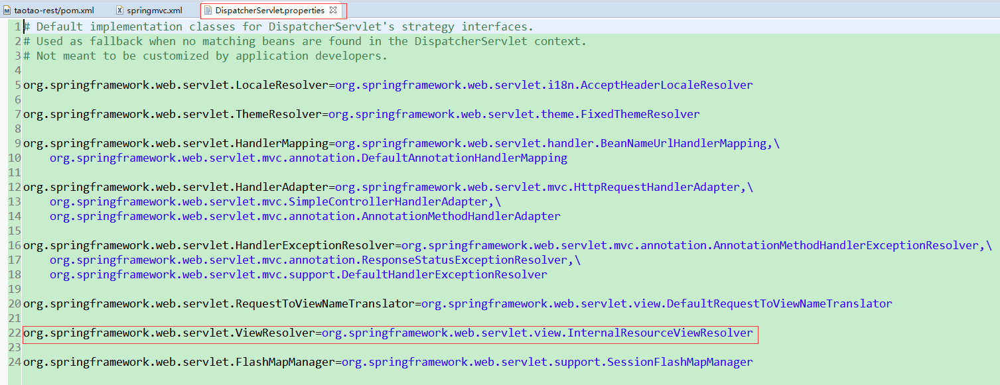 taotao-rest/pom.xml springmvc.xml DispatcherServlet.properties
1 # Default implementation classes for DispatcherServlet's strategy interfaces.
2 # Used as fallback when no matching beans are found in the DispatcherServlet context.
3 # Not meant to be customized by application developers.
4
5 org.springframework.web.servlet.LocaleResolver=org.springframework.web.servlet.i18n.AcceptHeaderLocaleResolver
6
7 org.springframework.web.servlet.ThemeResolver=org.springframework.web.servlet.theme.FixedThemeResolver
8
9 org.springframework.web.servlet.HandlerMapping=org.springframework.web.servlet.handler.BeanNameUrlHandlerMapping,\
10     org.springframework.web.servlet.mvc.annotation.DefaultAnnotationHandlerMapping
11
12 org.springframework.web.servlet.HandlerAdapter=org.springframework.web.servlet.mvc.HttpRequestHandlerAdapter,\
13     org.springframework.web.servlet.mvc.SimpleControllerHandlerAdapter,\
14     org.springframework.web.servlet.mvc.annotation.AnnotationMethodHandlerAdapter
15
16 org.springframework.web.servlet.HandlerExceptionResolver=org.springframework.web.servlet.mvc.annotation.AnnotationMethodHandlerExceptionResolver,\
17     org.springframework.web.servlet.mvc.annotation.ResponseStatusExceptionResolver,\
18     org.springframework.web.servlet.mvc.support.DefaultHandlerExceptionResolver
19
20 org.springframework.web.servlet.RequestToViewNameTranslator=org.springframework.web.servlet.view.DefaultRequestToViewNameTranslator
21
22 org.springframework.web.servlet.ViewResolver=org.springframework.web.servlet.view.InternalResourceViewResolver
23
24 org.springframework.web.servlet.FlashMapManager=org.springframework.web.servlet.support.SessionFlashMapManager